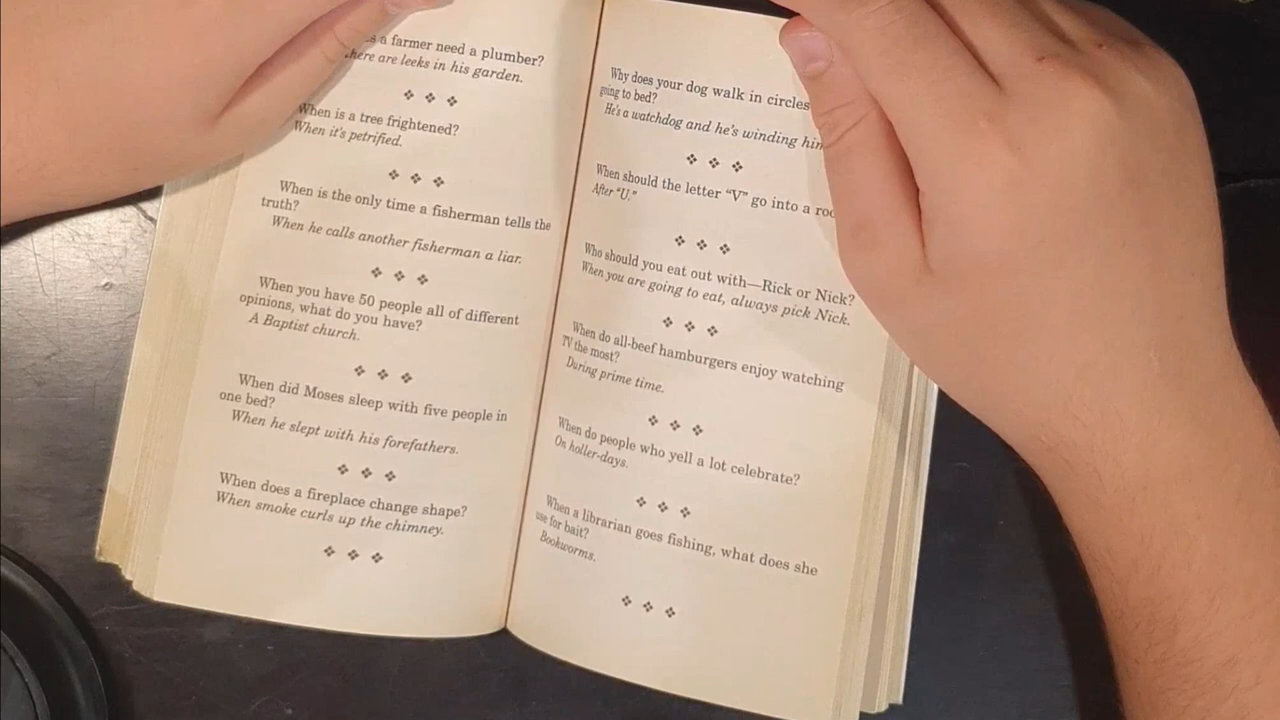 a farmer need a plumber?
there are leeks in his garden.
When is a tree frightened?
When it's petrified.
When is the only time a fisherman tells the
truth?
When he calls another fisherman a liar.
When you have 50 people all of different
opinions, what do you have?
A Baptist church.
When did Moses sleep with five people in
one bed?
When he slept with his forefathers.
When does a fireplace change shape?
When smoke curls up the chimney.
Why does your dog walk in circles
going to bed?
He's a watchdog and he's winding
When should the letter "V" go into a
After "U."
Who should you eat out with—Rick or Nick?
When you are going to eat, always pick Nick.
When do all-beef hamburgers enjoy watching
TV the most?
During prime time.
When do people who yell a lot celebrate?
On holler-days.
When a librarian goes fishing, what does she
use for bait?
Bookworms.